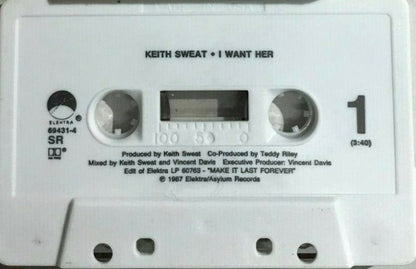 MADE IN U.S.A.
KEITH SWEAT • I WANT HER
ELEKTRA
69431-4
SR
1
(3:40)
100 50 0
Produced by Keith Sweat Co-Produced by Teddy Riley
Mixed by Keith Sweat and Vincent Davis Executive Producer: Vincent Davis
Edit of Elektra LP 60763 - "MAKE IT LAST FOREVER"
℗ 1987 Elektra/Asylum Records